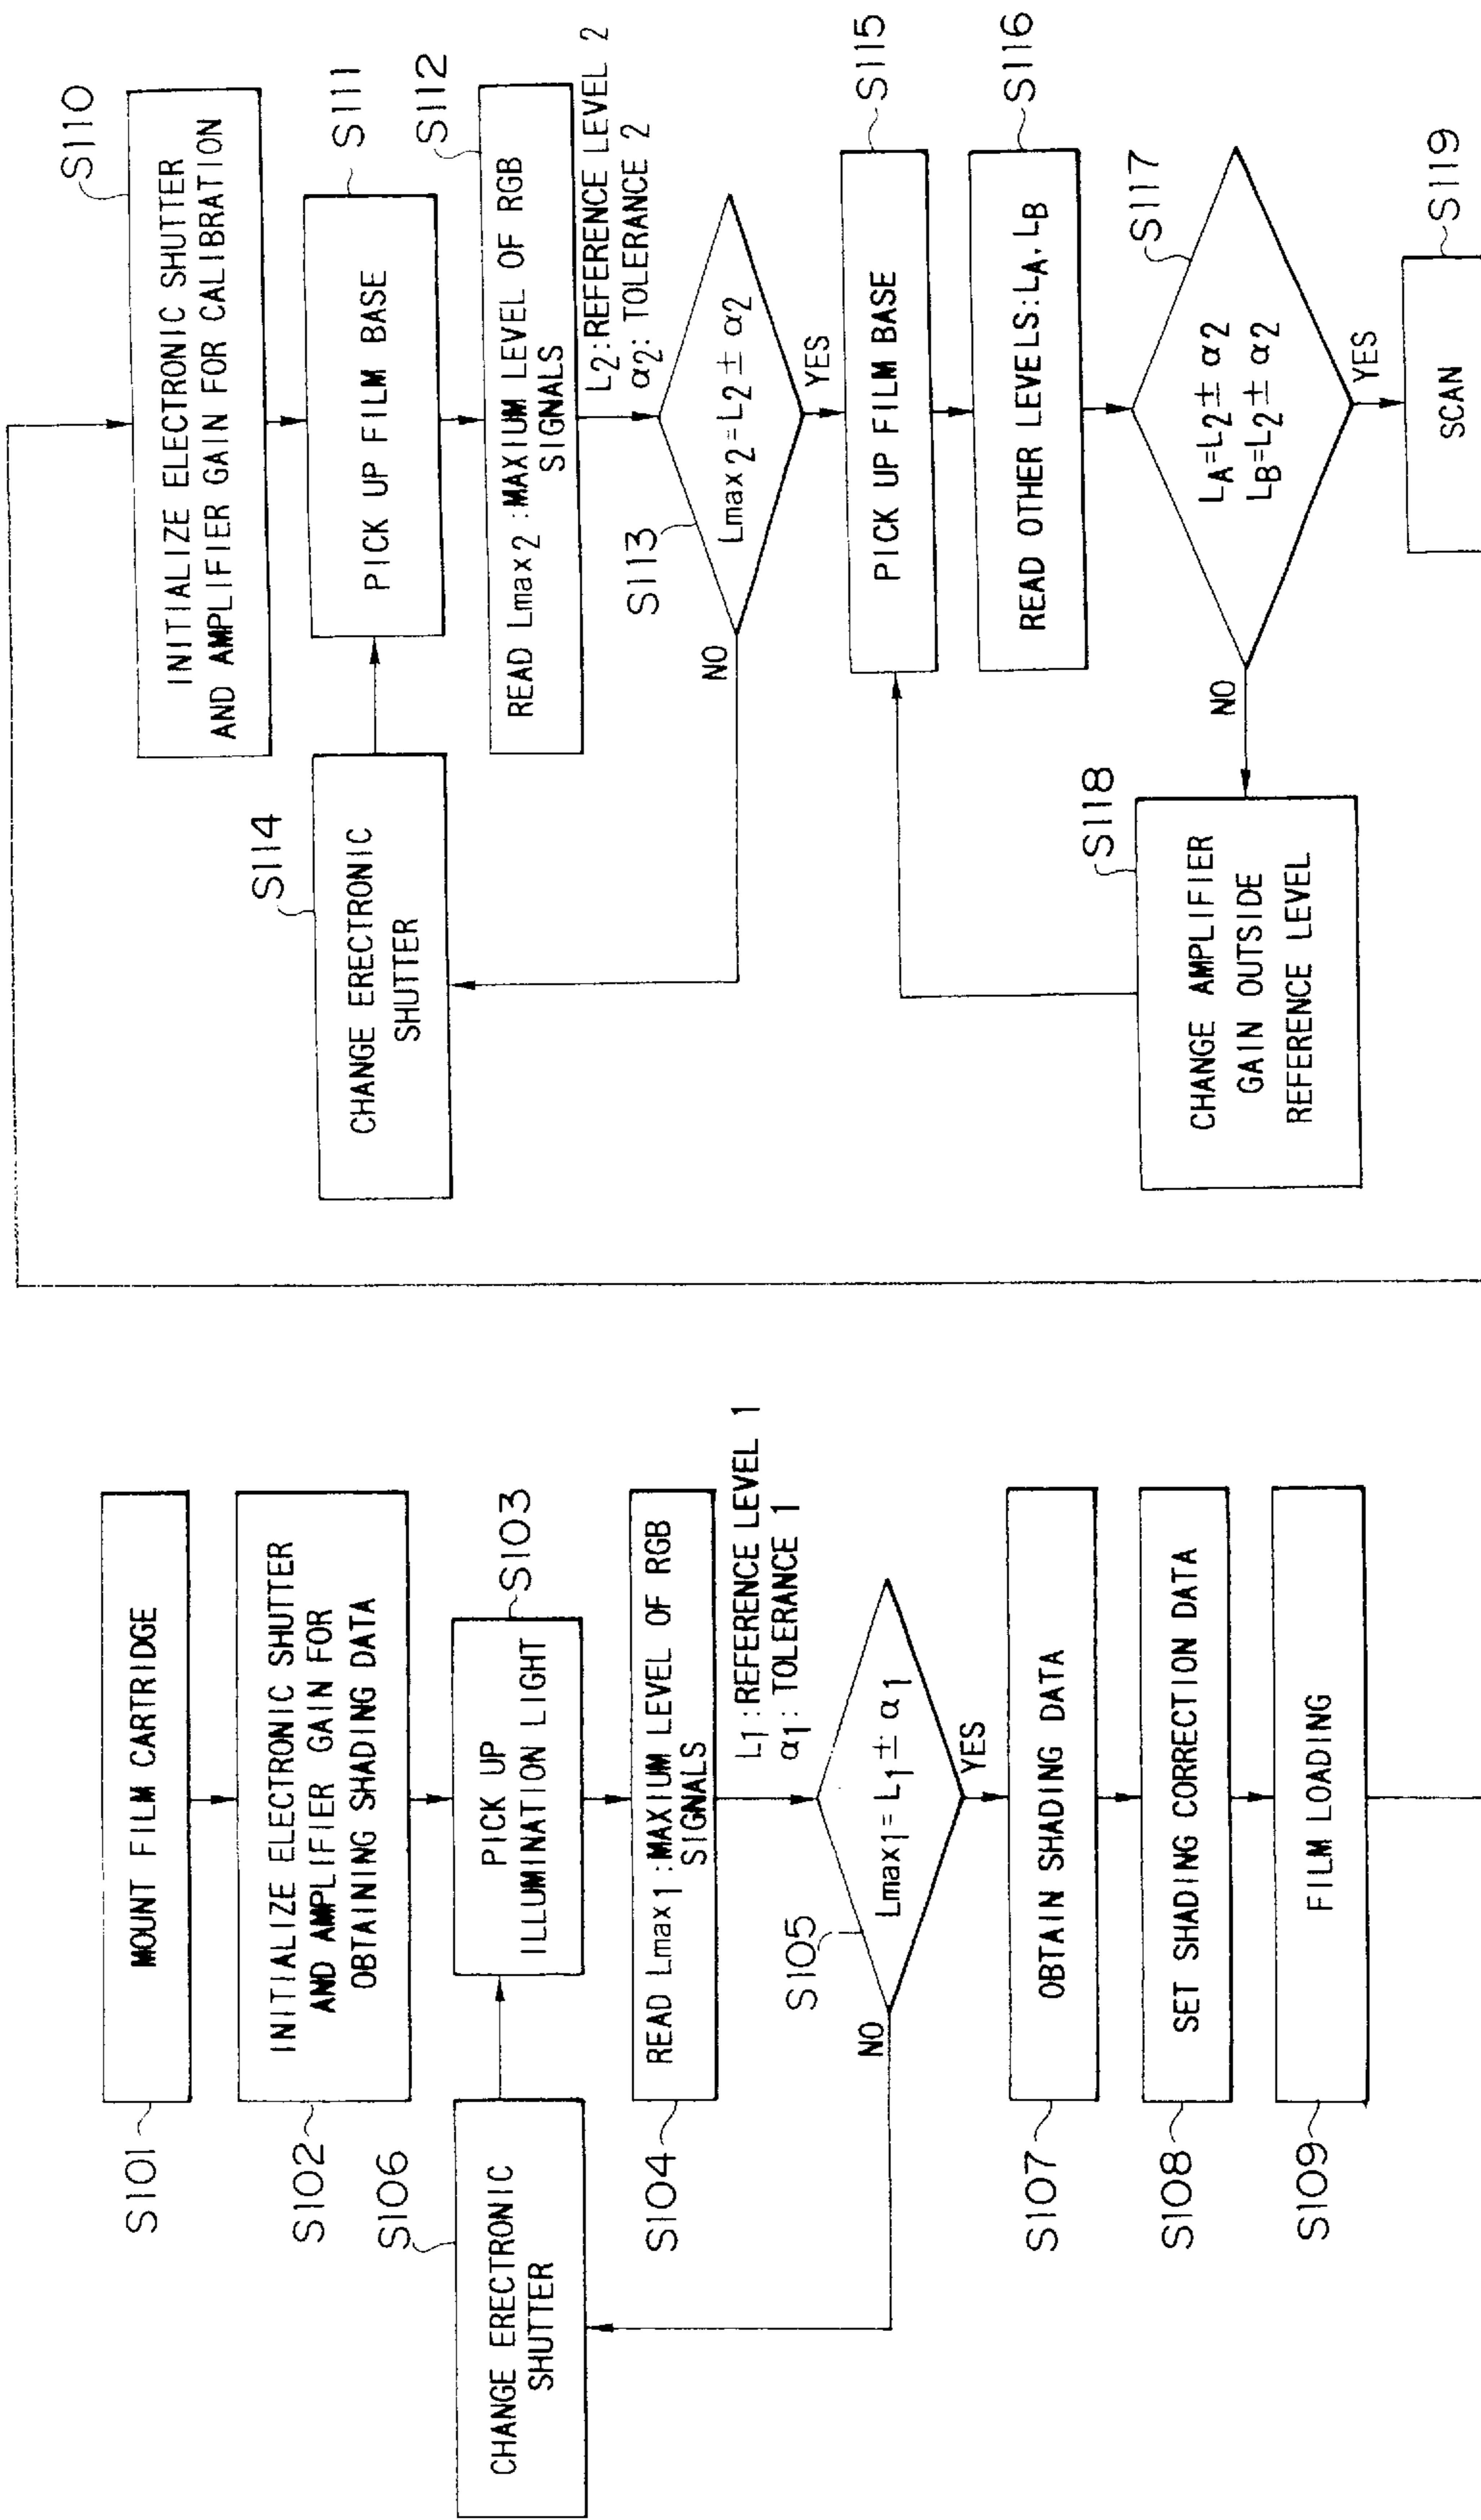 S101
MOUNT FILM CARTRIDGE
S102
INITIALIZE ELECTRONIC SHUTTER
AND AMPLIFIER GAIN FOR
OBTAINING SHADING DATA
S103
PICK UP
ILLUMINATION LIGHT
S106
CHANGE ERECTRONIC
SHUTTER
S104
READ Lmax1 :MAXIUM LEVEL OF RGB
SIGNALS
L1 :REFERENCE LEVEL 1
α1 : TOLERANCE 1
S105
Lmax1 = L1 ± α1
NO
YES
S107
OBTAIN SHADING DATA
S108
SET SHADING CORRECTION DATA
S109
FILM LOADING
S110
INITIALIZE ELECTRONIC SHUTTER
AND AMPLIFIER GAIN FOR CALIBRATION
S111
PICK UP FILM BASE
S114
CHANGE ERECTRONIC
SHUTTER
S112
READ Lmax2 :MAXIUM LEVEL OF RGB
SIGNALS
L2:REFERENCE LEVEL 2
α2: TOLERANCE 2
S113
Lmax2=L2 ± α2
NO
YES
S115
PICK UP FILM BASE
S116
READ OTHER LEVELS:LA, LB
S117
LA=L2 ± α2
LB=L2 ± α2
NO
YES
S118
CHANGE AMPLIFIER
GAIN OUTSIDE
REFERENCE LEVEL
S119
SCAN